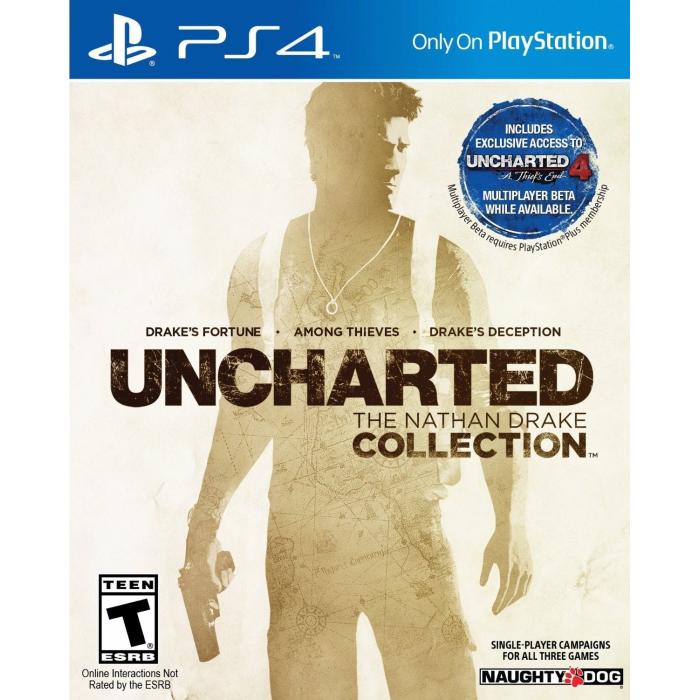 PS4™
Only On PlayStation®
INCLUDES
EXCLUSIVE ACCESS TO
UNCHARTED 4
A Thief's End
MULTIPLAYER BETA
WHILE AVAILABLE.
Multiplayer Beta requires PlayStation®Plus membership
DRAKE'S FORTUNE • AMONG THIEVES • DRAKE'S DECEPTION
UNCHARTED
THE NATHAN DRAKE
COLLECTION™
TEEN
T®
ESRB
Online Interactions Not
Rated by the ESRB
SINGLE-PLAYER CAMPAIGNS
FOR ALL THREE GAMES
NAUGHTY DOG